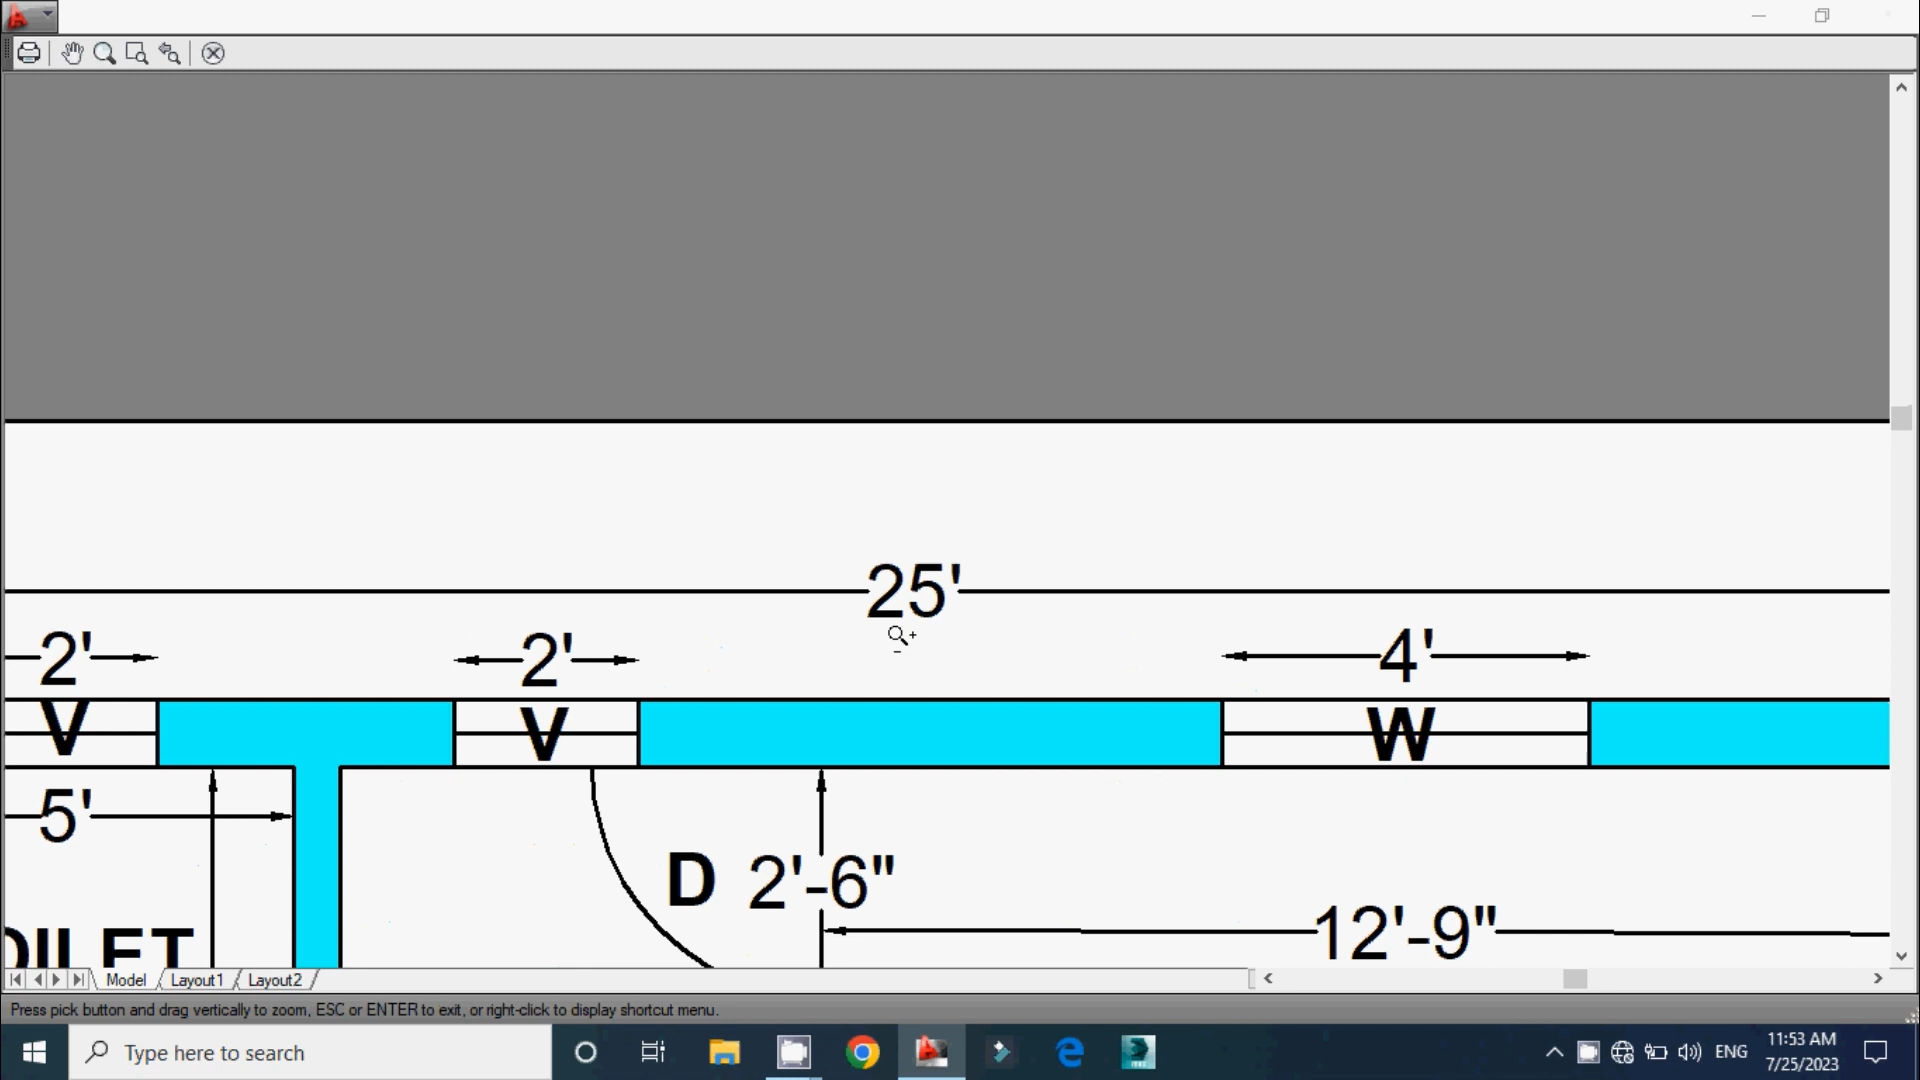 25'
2'
2'
4'
V
V
W
5'
D 2'-6"
12'-9"
OILET
Model
Layout1
Layout2
Press pick button and drag vertically to zoom, ESC or ENTER to exit, or right-click to display shortcut menu.
Type here to search
ENG
11:53 AM
7/25/2023